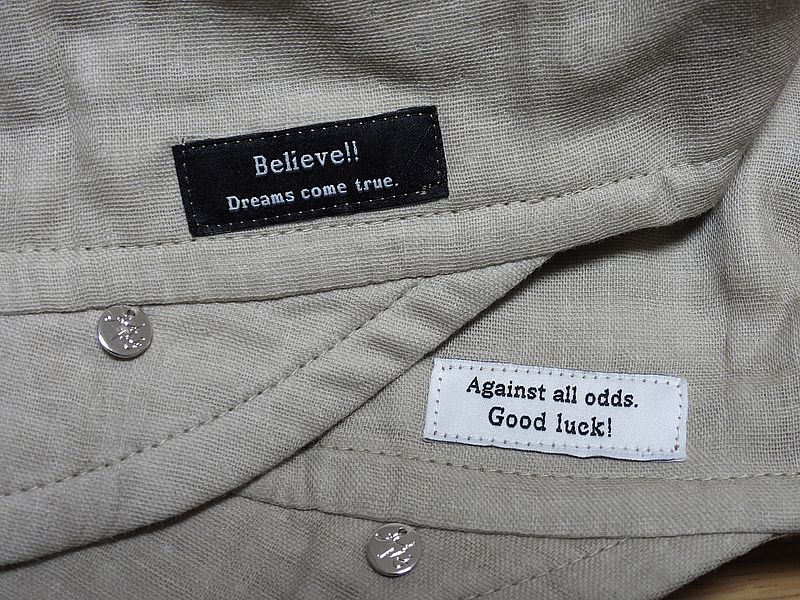 Believe!!
Dreams come true.
Against all odds.
Good luck!